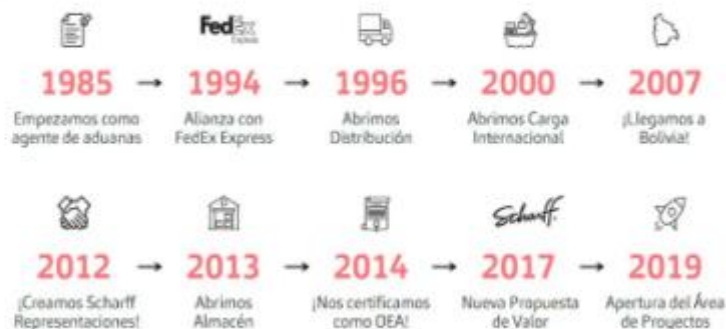 FedEx
Express
1985 → 1994 → 1996 → 2000 → 2007
Empezamos como
agente de aduanas
Alianza con
FedEx Express
Abrimos
Distribución
Abrimos Carga
Internacional
¡Llegamos a
Bolivia!
Scharff
2012 → 2013 → 2014 → 2017 → 2019
¡Creamos Scharff
Representaciones!
Abrimos
Almacén
¡Nos certificamos
como OEA!
Nueva Propuesta
de Valor
Apertura del Área
de Proyectos